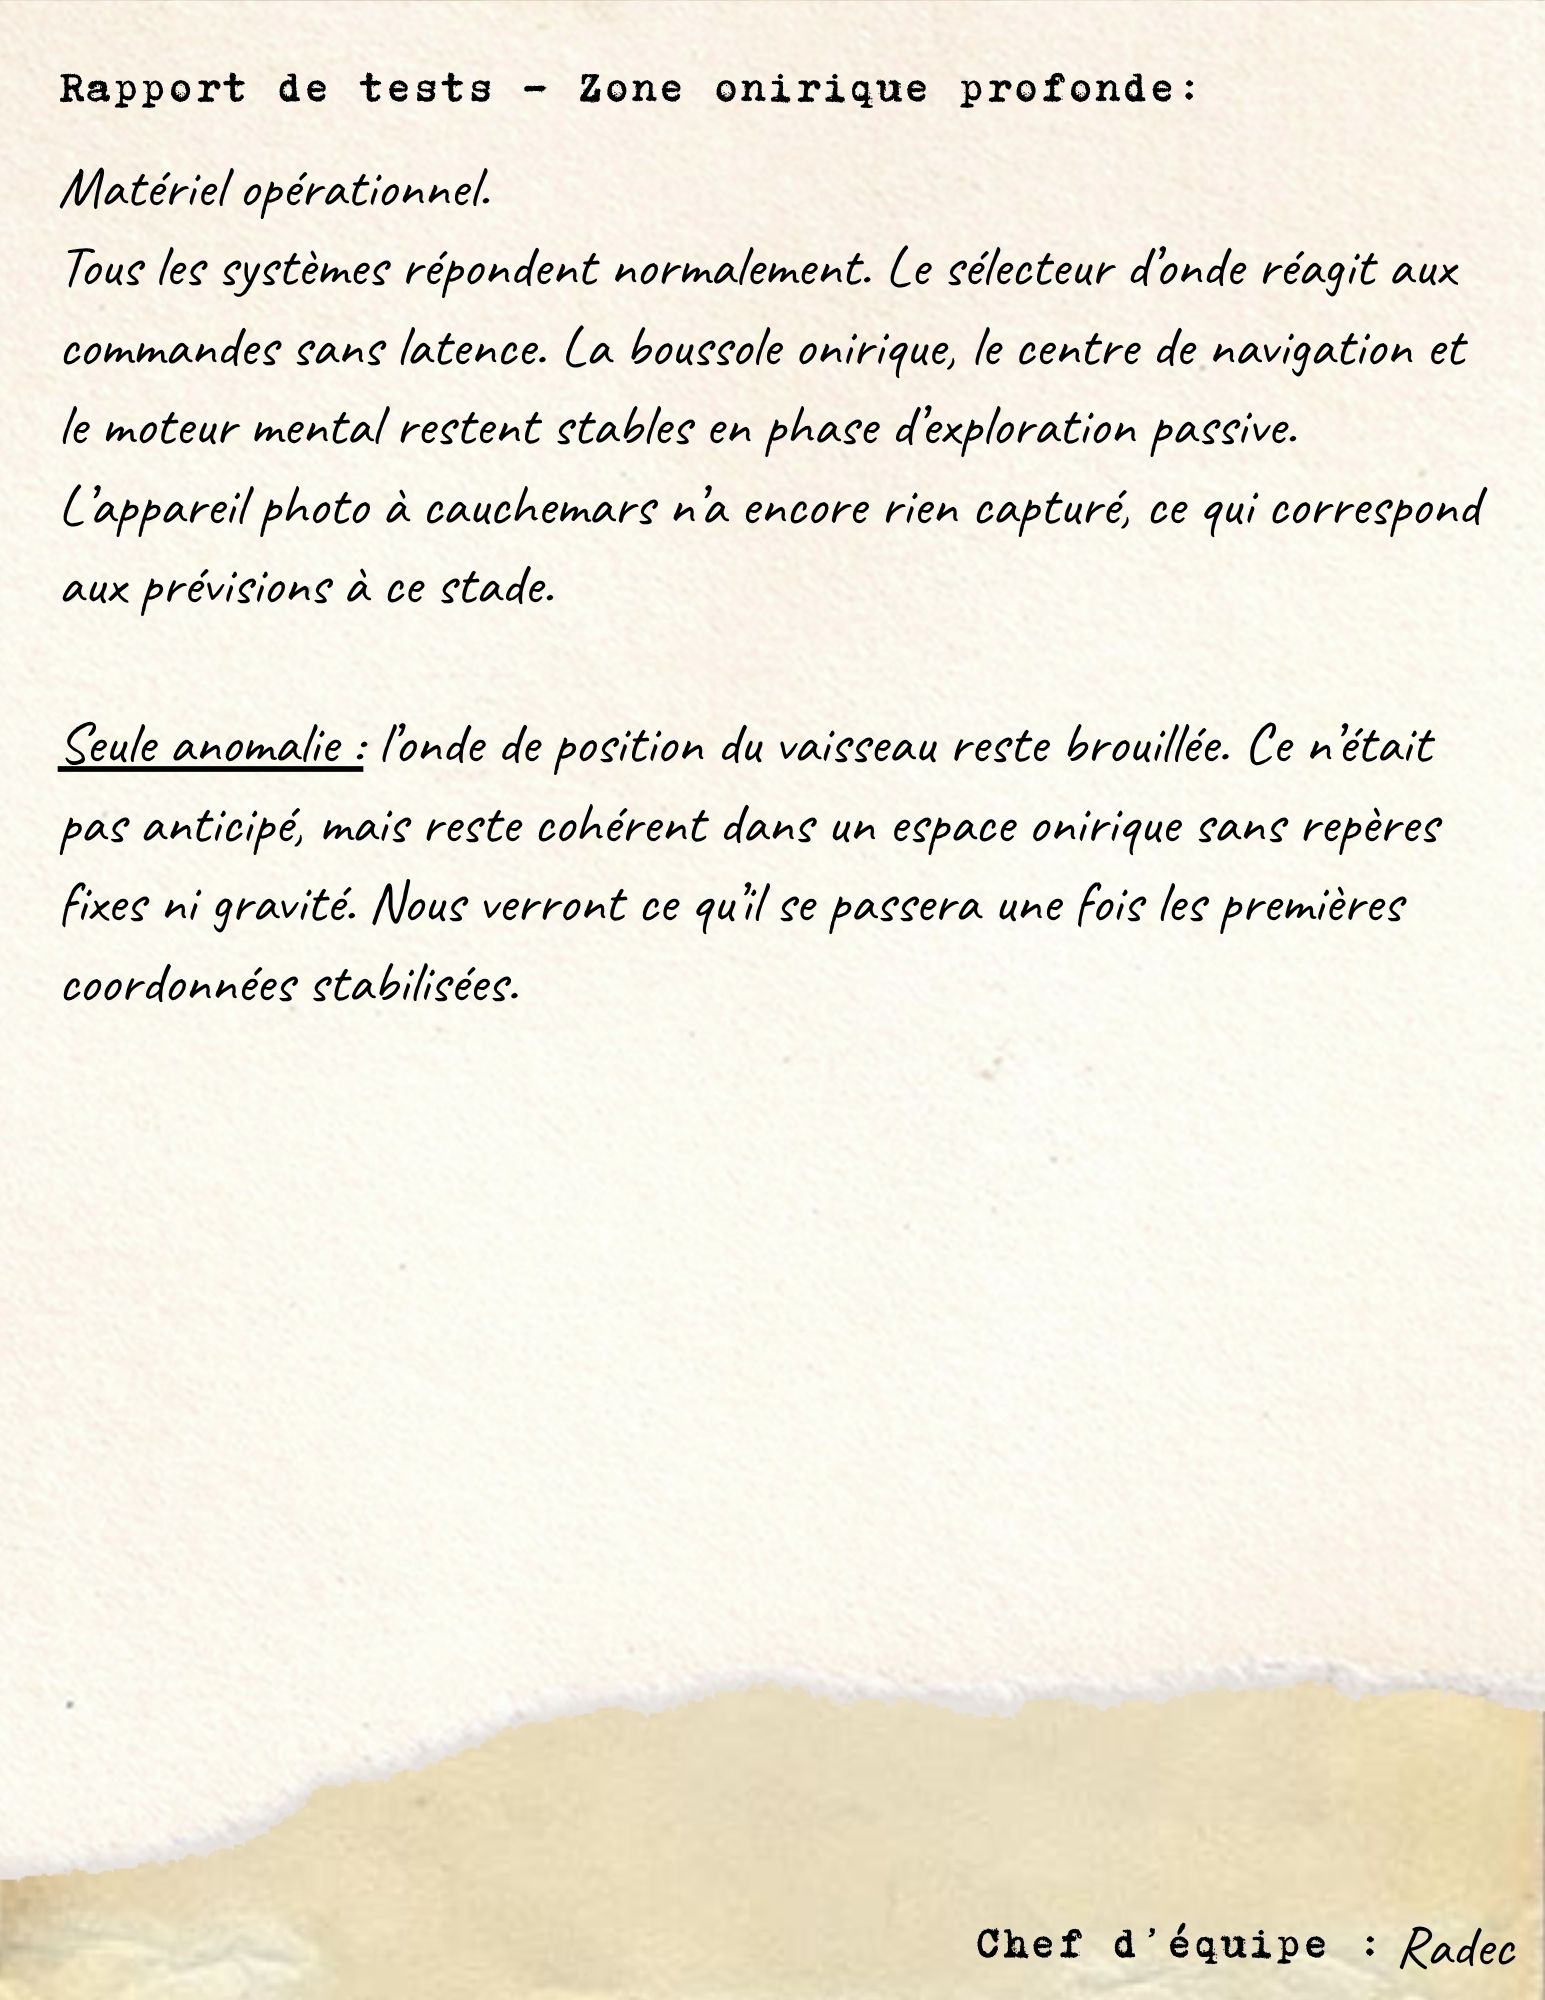 Rapport de tests - Zone onirique profonde:
Matériel opérationnel.
Tous les systèmes répondent normalement. Le sélecteur d’onde réagit aux
commandes sans latence. La boussole onirique, le centre de navigation et
le moteur mental restent stables en phase d’exploration passive.
L’appareil photo à cauchemars n’a encore rien capturé, ce qui correspond
aux prévisions à ce stade.
Seule anomalie : l’onde de position du vaisseau reste brouillée. Ce n’était
pas anticipé, mais reste cohérent dans un espace onirique sans repères
fixes ni gravité. Nous verront ce qu’il se passera une fois les premières
coordonnées stabilisées.
Chef d'équipe : Radec